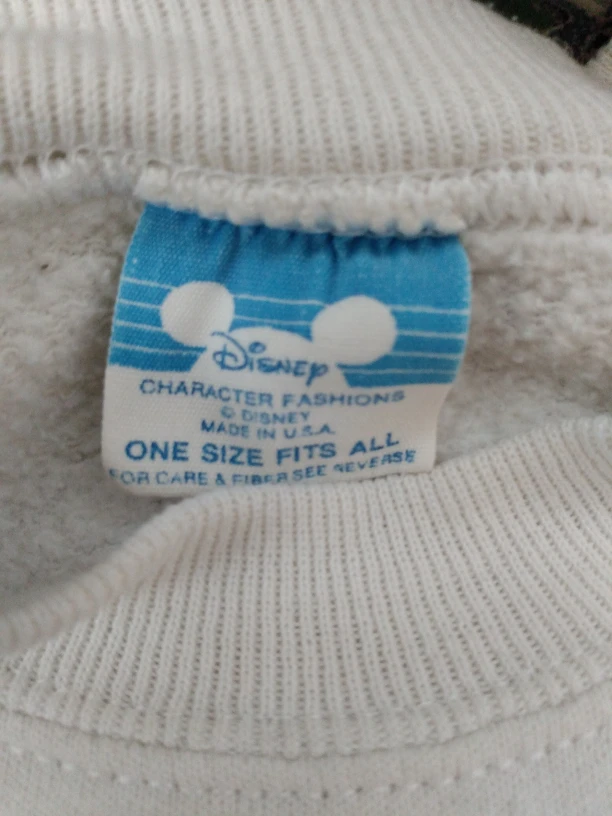 Disney
CHARACTER FASHIONS
© DISNEY
MADE IN U.S.A.
ONE SIZE FITS ALL
FOR CARE & FIBER SEE REVERSE